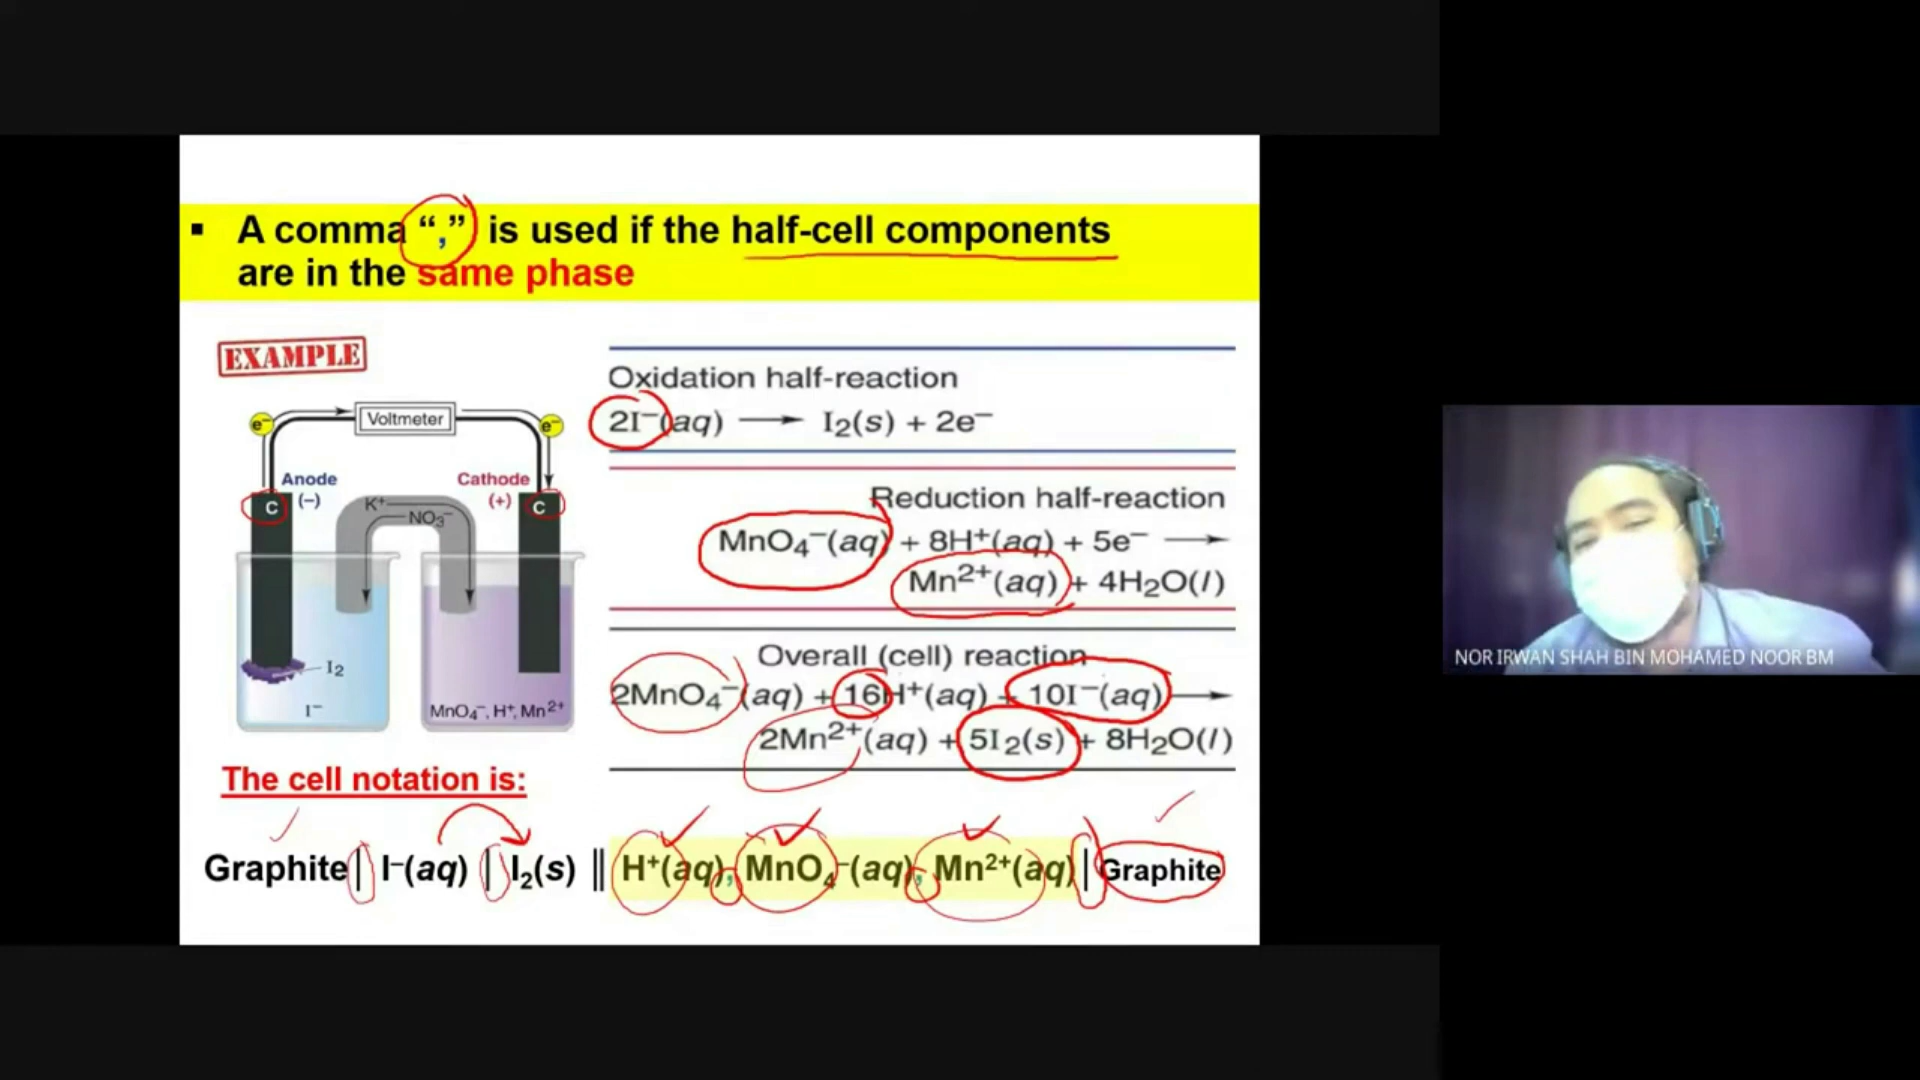 ▪ A comma “,” is used if the half-cell components
are in the same phase
EXAMPLE
Oxidation half-reaction
2I⁻(aq) ⟶ I₂(s) + 2e⁻
Reduction half-reaction
MnO₄⁻(aq) + 8H⁺(aq) + 5e⁻ ⟶
Mn²⁺(aq) + 4H₂O(l)
Overall (cell) reaction
2MnO₄⁻(aq) + 16H⁺(aq) + 10I⁻(aq) ⟶
2Mn²⁺(aq) + 5I₂(s) + 8H₂O(l)
e⁻ Voltmeter e⁻
Anode Cathode
(−) (+)
C K⁺ C
NO₃⁻
I₂
I⁻ MnO₄⁻, H⁺, Mn²⁺
The cell notation is:
Graphite | I⁻(aq) | I₂(s) || H⁺(aq), MnO₄⁻(aq), Mn²⁺(aq) | Graphite
NOR IRWAN SHAH BIN MOHAMED NOOR BM